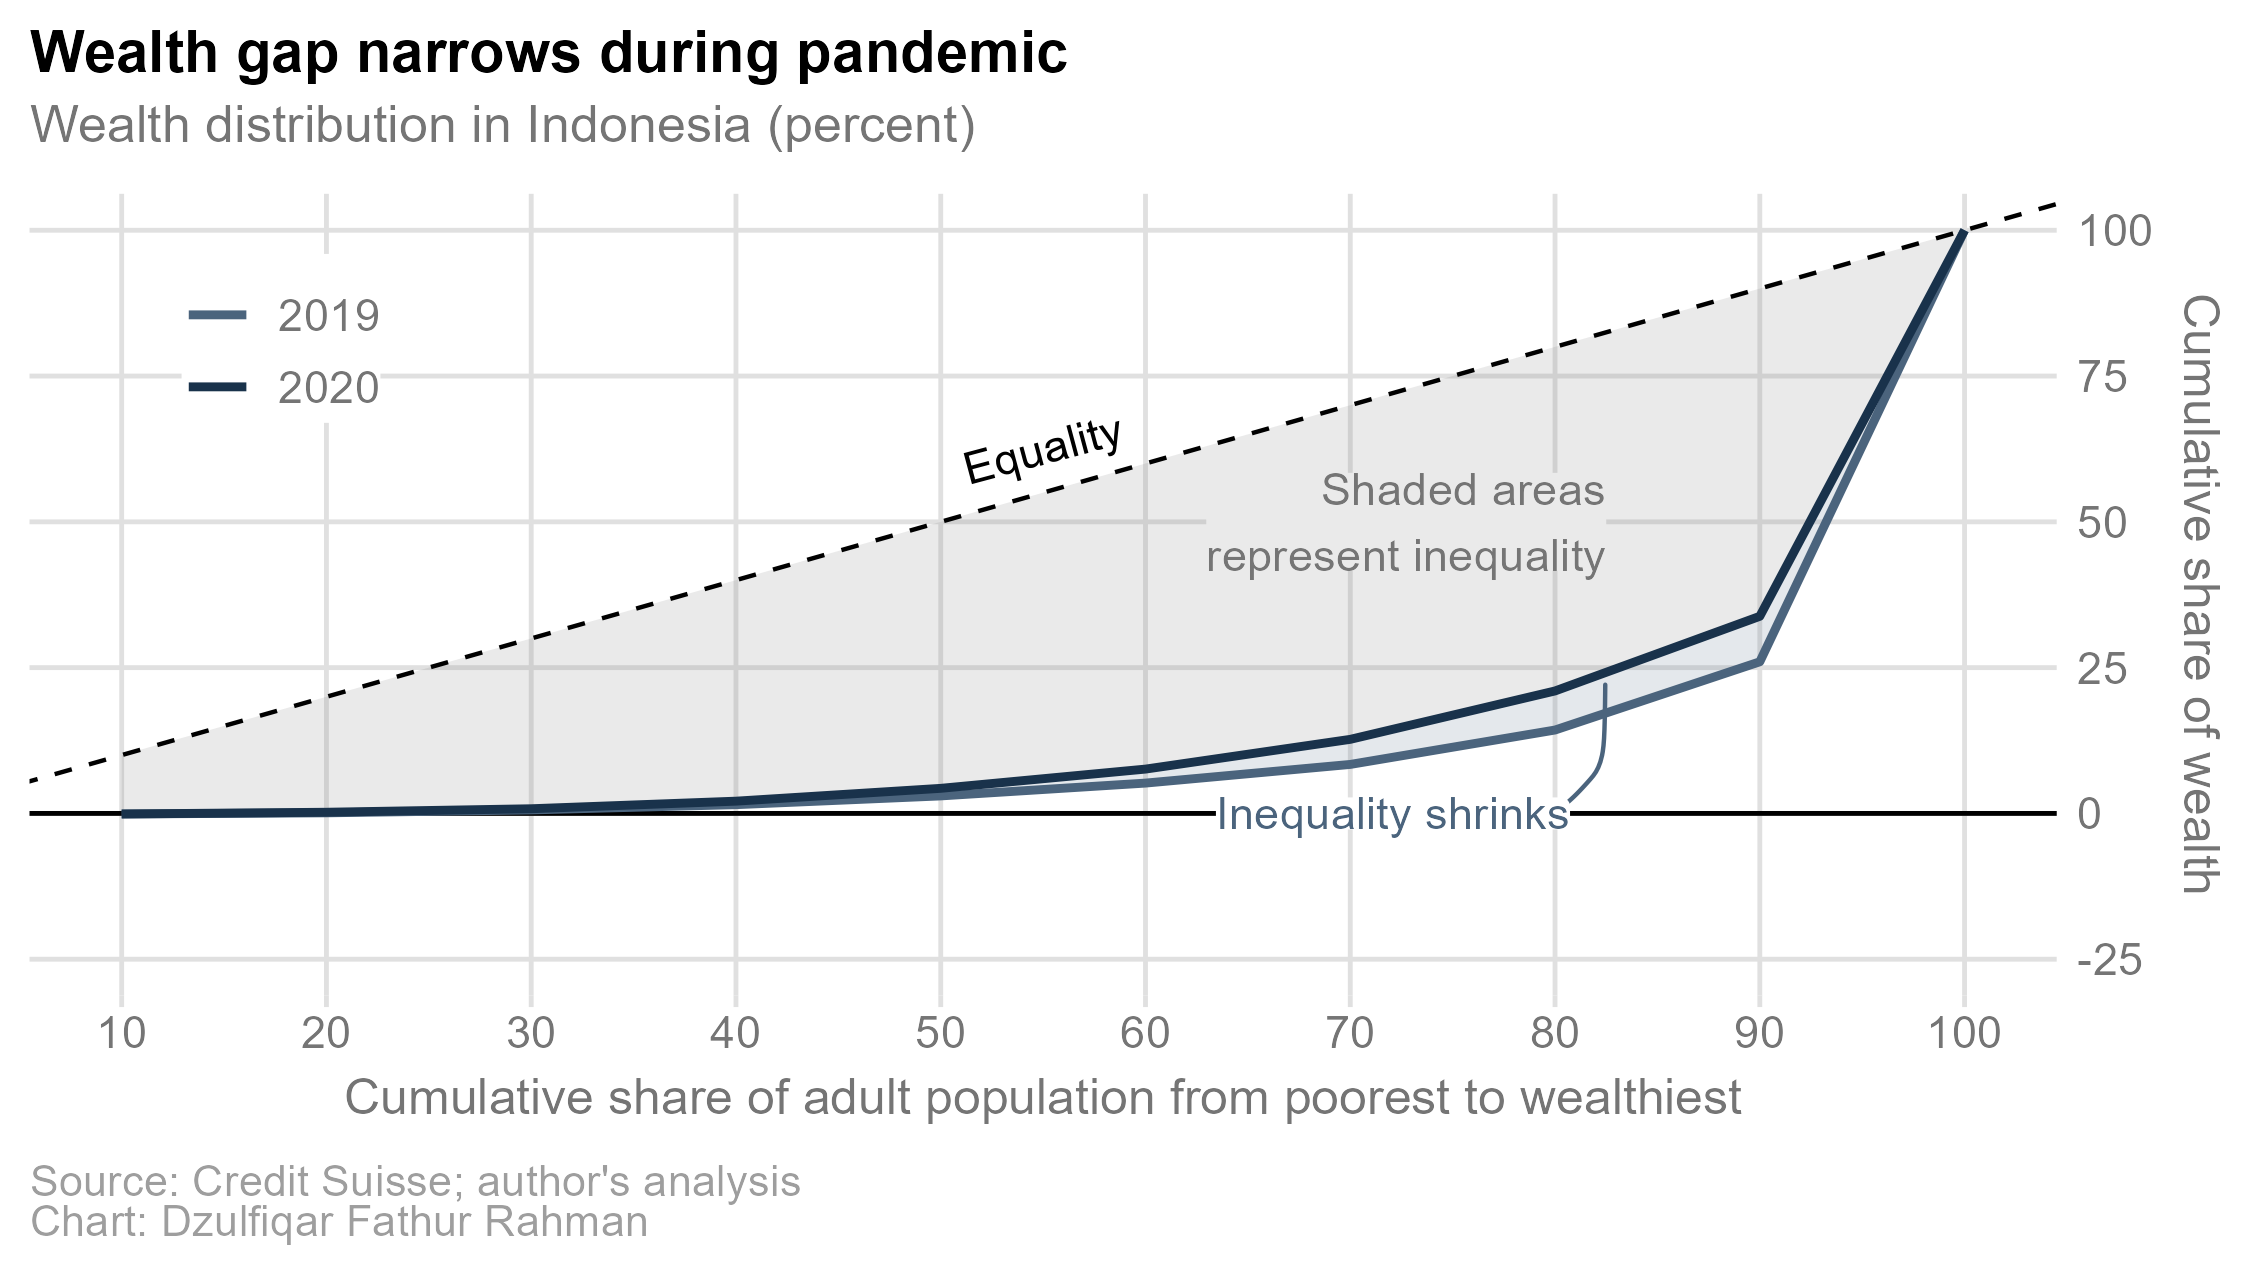 Wealth gap narrows during pandemic
Wealth distribution in Indonesia (percent)
2019
2020
Equality
Shaded areas
represent inequality
Inequality shrinks
100
75
50
25
0
-25
Cumulative share of wealth
10 20 30 40 50 60 70 80 90 100
Cumulative share of adult population from poorest to wealthiest
Source: Credit Suisse; author's analysis
Chart: Dzulfiqar Fathur Rahman